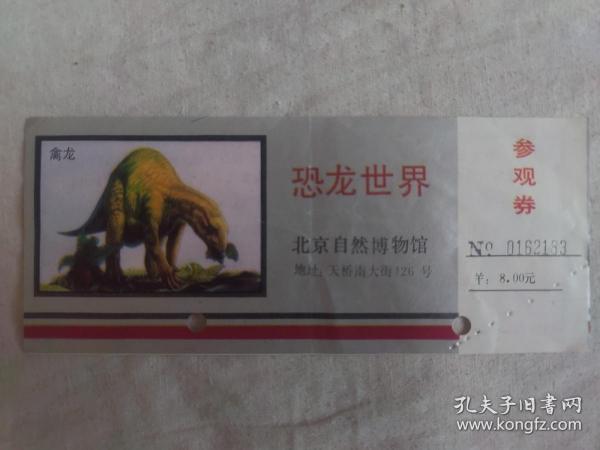 禽龙
恐龙世界
北京自然博物馆
地址:天桥南大街126号
参观券
No 0162183
羊: 8.00元
孔夫子旧书网
www.kongfz.com